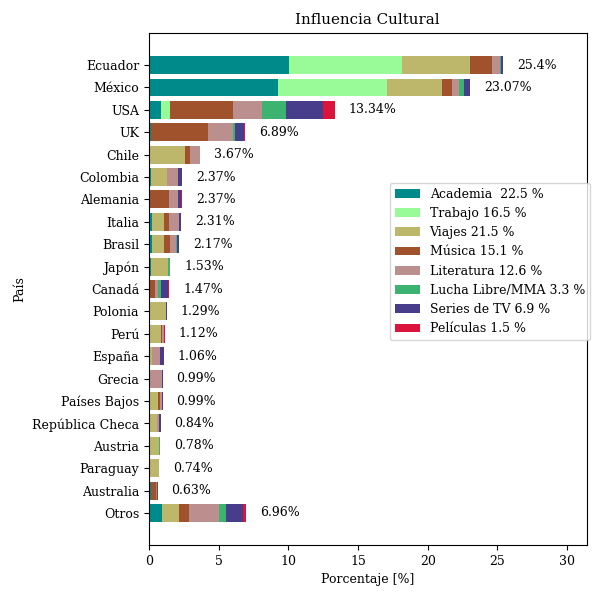 Influencia Cultural
Ecuador 25.4%
México 23.07%
USA 13.34%
UK 6.89%
Chile 3.67%
Colombia 2.37%
Alemania 2.37%
Italia 2.31%
Brasil 2.17%
Japón 1.53%
Canadá 1.47%
Polonia 1.29%
Perú 1.12%
España 1.06%
Grecia 0.99%
Países Bajos 0.99%
República Checa 0.84%
Austria 0.78%
Paraguay 0.74%
Australia 0.63%
Otros 6.96%
País
Academia  22.5 %
Trabajo 16.5 %
Viajes 21.5 %
Música 15.1 %
Literatura 12.6 %
Lucha Libre/MMA 3.3 %
Series de TV 6.9 %
Películas 1.5 %
0 5 10 15 20 25 30
Porcentaje [%]